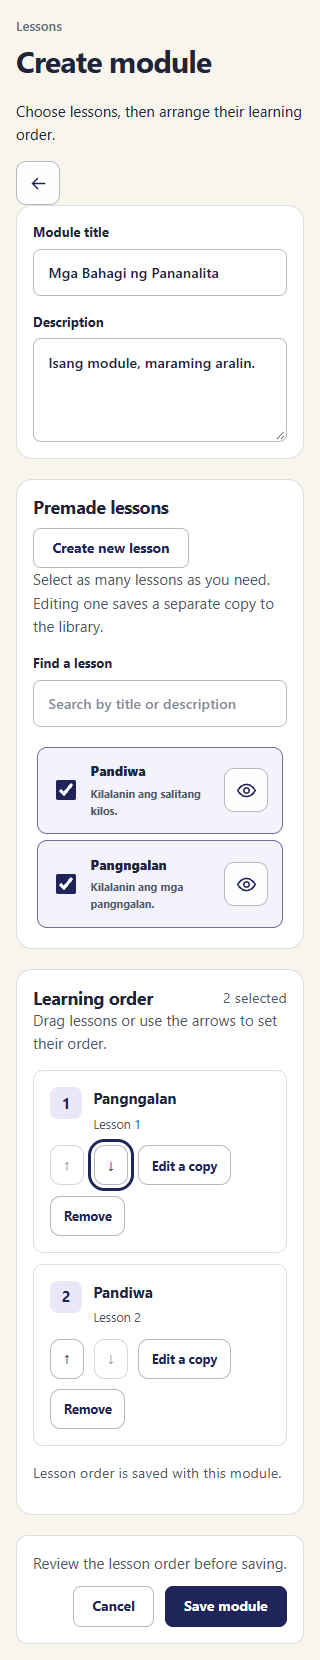 Lessons
Create module
Choose lessons, then arrange their learning
order.
←
Module title
Mga Bahagi ng Pananalita
Description
Isang module, maraming aralin.
Premade lessons
Create new lesson
Select as many lessons as you need.
Editing one saves a separate copy to
the library.
Find a lesson
Search by title or description
Pandiwa
Kilalanin ang salitang
kilos.
Pangngalan
Kilalanin ang mga
pangngalan.
Learning order 2 selected
Drag lessons or use the arrows to set
their order.
1 Pangngalan
Lesson 1
↑ ↓ Edit a copy
Remove
2 Pandiwa
Lesson 2
↑ ↓ Edit a copy
Remove
Lesson order is saved with this module.
Review the lesson order before saving.
Cancel Save module